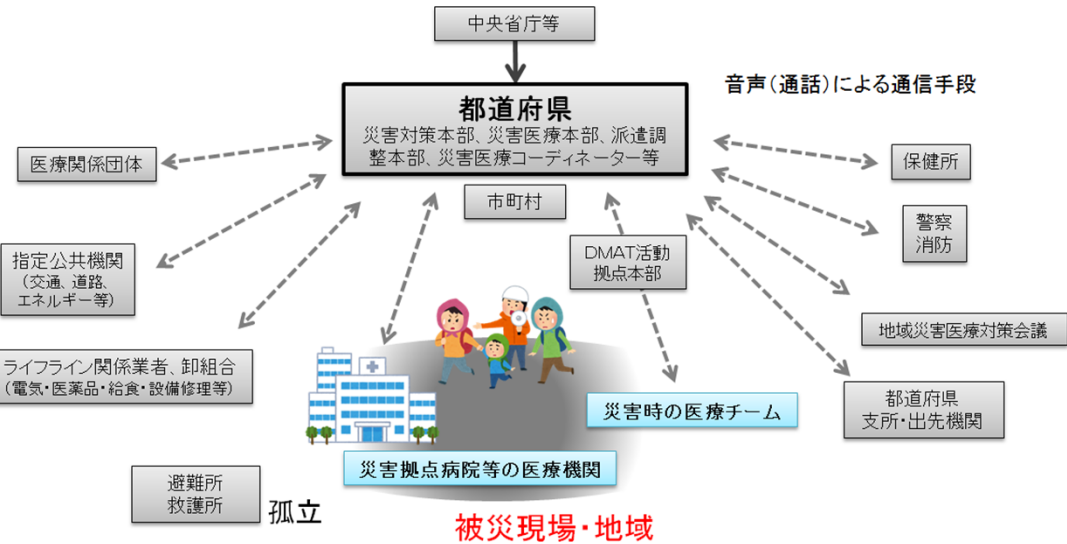 中央省庁等
音声（通話）による通信手段
都道府県
災害対策本部、災害医療本部、派遣調
整本部、災害医療コーディネーター等
医療関係団体
保健所
市町村
警察
消防
指定公共機関
（交通、道路、
エネルギー等）
DMAT活動
拠点本部
地域災害医療対策会議
ライフライン関係業者、卸組合
（電気・医薬品・給食・設備修理等）
災害時の医療チーム
都道府県
支所・出先機関
災害拠点病院等の医療機関
避難所
救護所
孤立
被災現場・地域